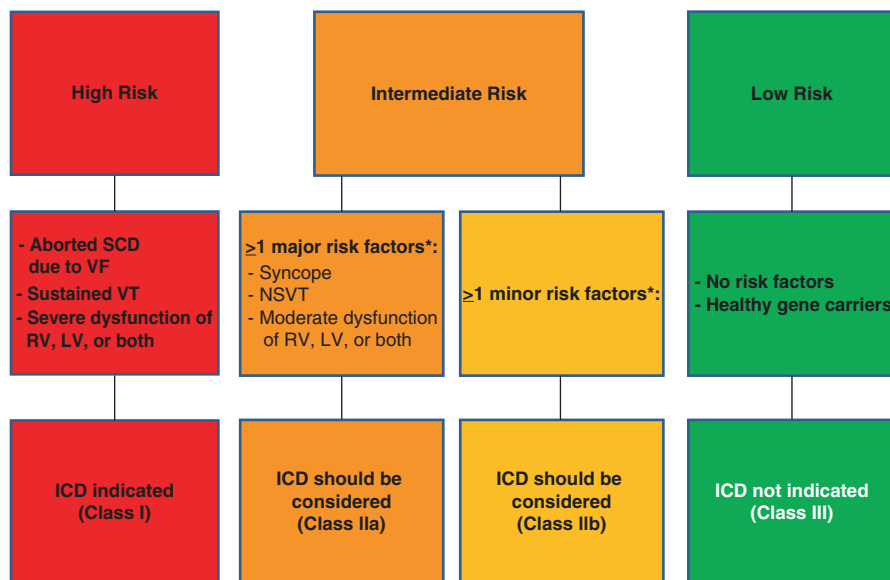 High Risk
Intermediate Risk
Low Risk
- Aborted SCD
due to VF
- Sustained VT
- Severe dysfunction of
RV, LV, or both
≥1 major risk factors*:
- Syncope
- NSVT
- Moderate dysfunction
of RV, LV, or both
≥1 minor risk factors*:
- No risk factors
- Healthy gene carriers
ICD indicated
(Class I)
ICD should be
considered
(Class IIa)
ICD should be
considered
(Class IIb)
ICD not indicated
(Class III)